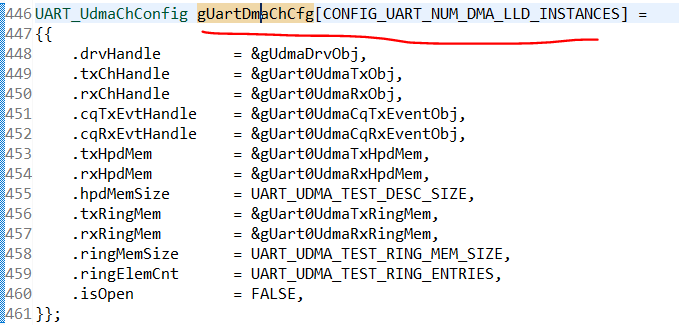 446 UART_UdmaChConfig gUartDmaChCfg[CONFIG_UART_NUM_DMA_LLD_INSTANCES] =
447 {{
448     .drvHandle       = &gUdmaDrvObj,
449     .txChHandle      = &gUart0UdmaTxObj,
450     .rxChHandle      = &gUart0UdmaRxObj,
451     .cqTxEvtHandle   = &gUart0UdmaCqTxEventObj,
452     .cqRxEvtHandle   = &gUart0UdmaCqRxEventObj,
453     .txHpdMem        = &gUart0UdmaTxHpdMem,
454     .rxHpdMem        = &gUart0UdmaRxHpdMem,
455     .hpdMemSize      = UART_UDMA_TEST_DESC_SIZE,
456     .txRingMem       = &gUart0UdmaTxRingMem,
457     .rxRingMem       = &gUart0UdmaRxRingMem,
458     .ringMemSize     = UART_UDMA_TEST_RING_MEM_SIZE,
459     .ringElemCnt     = UART_UDMA_TEST_RING_ENTRIES,
460     .isOpen          = FALSE,
461 }};